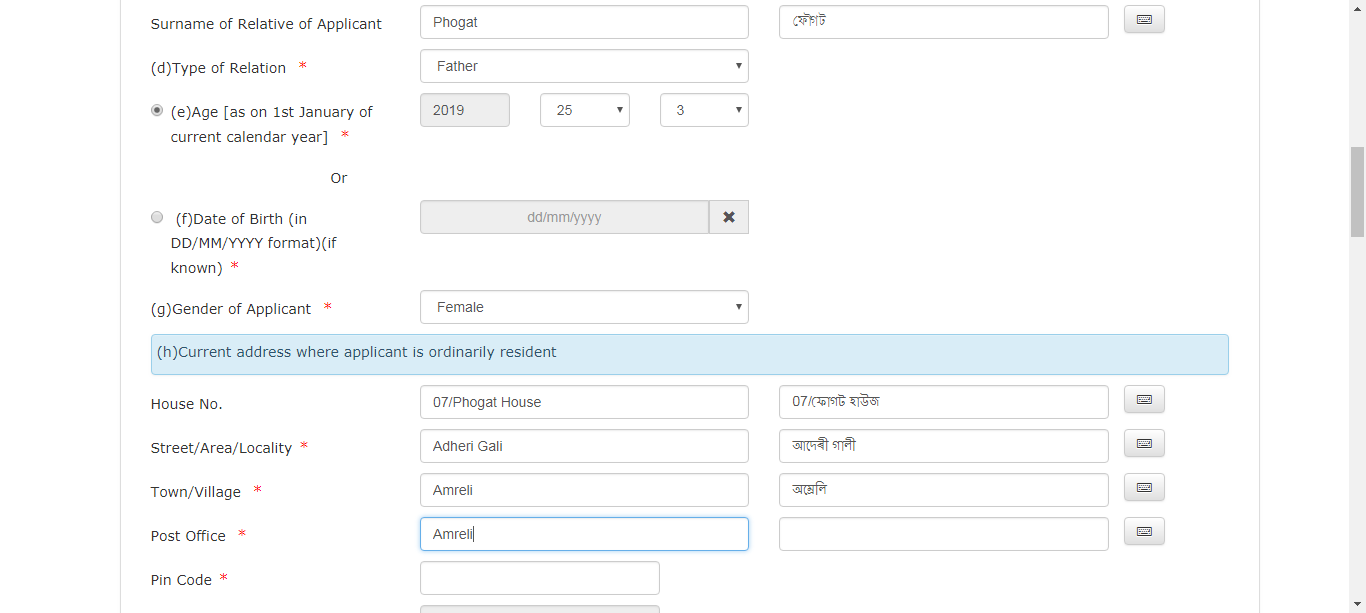 Surname of Relative of Applicant Phogat ফৌগট
(d)Type of Relation * Father
(e)Age [as on 1st January of 2019 25 3
current calendar year] *
Or
(f)Date of Birth (in dd/mm/yyyy
DD/MM/YYYY format)(if
known) *
(g)Gender of Applicant * Female
(h)Current address where applicant is ordinarily resident
House No. 07/Phogat House 07/ফোগট হাউজ
Street/Area/Locality * Adheri Gali আদেৰী গালী
Town/Village * Amreli অম্রেলি
Post Office * Amreli
Pin Code *